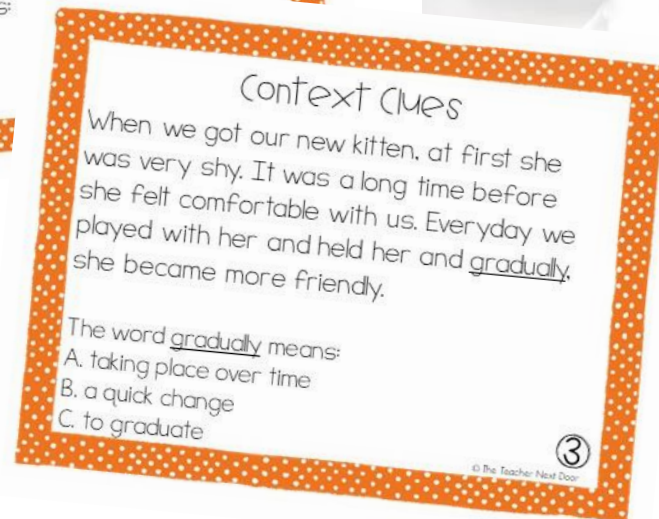 Context Clues
When we got our new kitten, at first she
was very shy. It was a long time before
she felt comfortable with us. Everyday we
played with her and held her and gradually,
she became more friendly.
The word gradually means:
A. taking place over time
B. a quick change
C. to graduate
3
© The Teacher Next Door